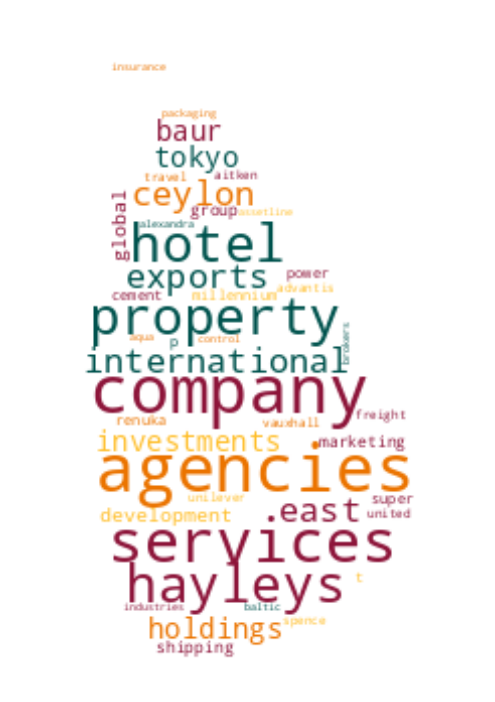 insurance
packaging
baur
tokyo
travel aitken
ceylon
global group assetline
alexandra
hotel
exports power
cement millennium advantis
property
aqua p control brokers
international
company
renuka vauxhall freight
investments marketing
agencies
unilever super
development .east united
services
hayleys t
industries baltic
holdings spence
shipping